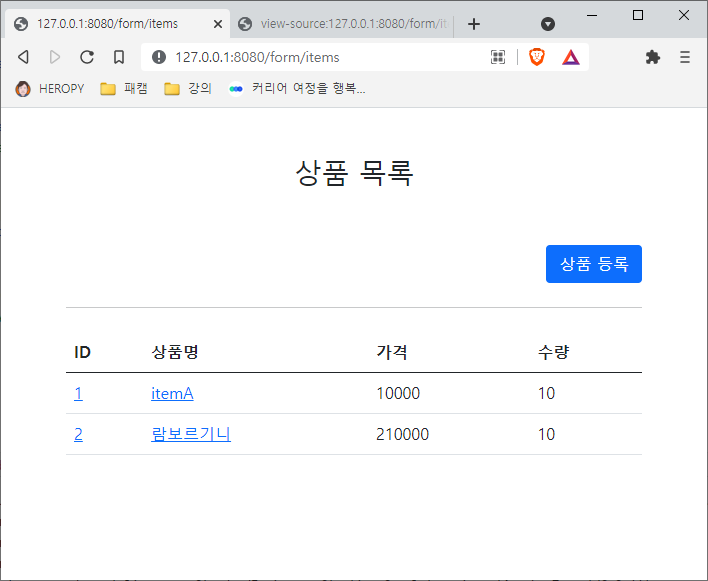 127.0.0.1:8080/form/items
view-source:127.0.0.1:8080/form/it
127.0.0.1:8080/form/items
HEROPY 패캠 강의 커리어 여정을 행복...
상품 목록
상품 등록
ID 상품명 가격 수량
1 itemA 10000 10
2 람보르기니 210000 10